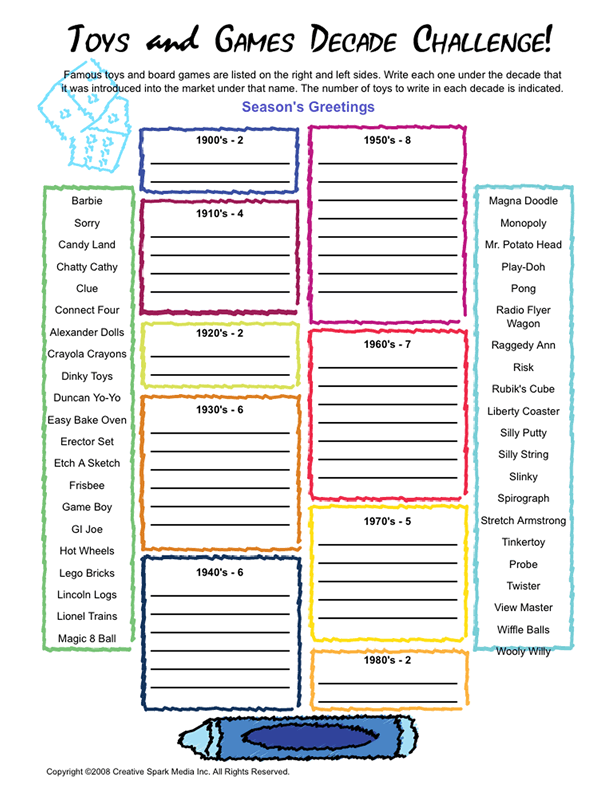 Toys and Games Decade Challenge!
Famous toys and board games are listed on the right and left sides. Write each one under the decade that
it was introduced into the market under that name. The number of toys to write in each decade is indicated.
Season's Greetings
Barbie
Sorry
Candy Land
Chatty Cathy
Clue
Connect Four
Alexander Dolls
Crayola Crayons
Dinky Toys
Duncan Yo-Yo
Easy Bake Oven
Erector Set
Etch A Sketch
Frisbee
Game Boy
GI Joe
Hot Wheels
Lego Bricks
Lincoln Logs
Lionel Trains
Magic 8 Ball
1900's - 2
1910's - 4
1920's - 2
1930's - 6
1940's - 6
1950's - 8
1960's - 7
1970's - 5
1980's - 2
Magna Doodle
Monopoly
Mr. Potato Head
Play-Doh
Pong
Radio Flyer
Wagon
Raggedy Ann
Risk
Rubik's Cube
Liberty Coaster
Silly Putty
Silly String
Slinky
Spirograph
Stretch Armstrong
Tinkertoy
Probe
Twister
View Master
Wiffle Balls
Wooly Willy
Copyright ©2008 Creative Spark Media Inc. All Rights Reserved.